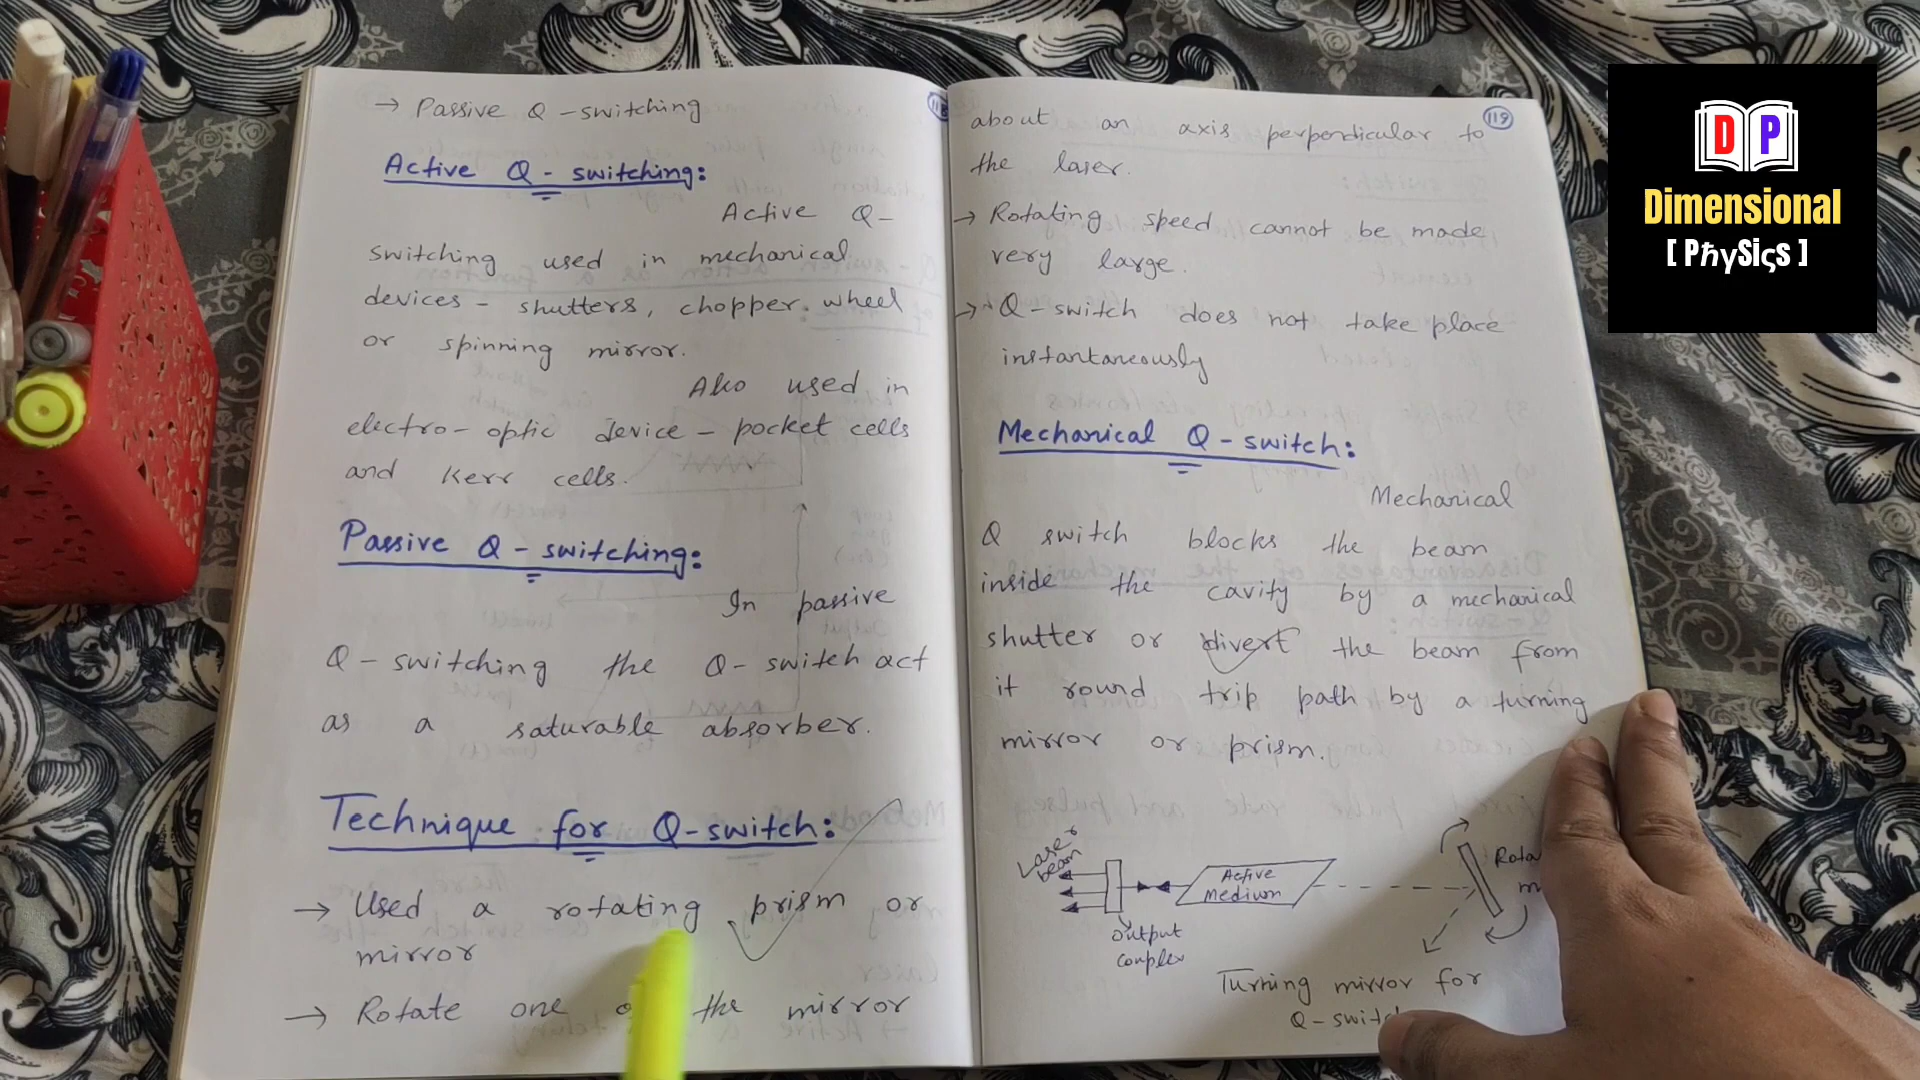 → Passive Q-switching
Active Q-switching:
Active Q-
switching used in mechanical
devices - shutters, chopper wheel
or spinning mirror.
Also used in
electro-optic device - pocket cells
and Kerr cells.
Passive Q-switching:
In passive
Q-switching the Q-switch act
as a saturable absorber.
Technique for Q-switch:
→ Used a rotating prism or
mirror
→ Rotate one the mirror
119
about an axis perpendicular to
the laser.
→ Rotating speed cannot be made
very large.
→ Q-switch does not take place
instantaneously
Mechanical Q-switch:
Mechanical
Q switch blocks the beam
inside the cavity by a mechanical
shutter or divert the beam from
it round trip path by a turning
mirror or prism.
Laser
beam
Active
Medium
Output
coupler
Turning mirror for
DP
Dimensional
[ PℏγSiςs ]